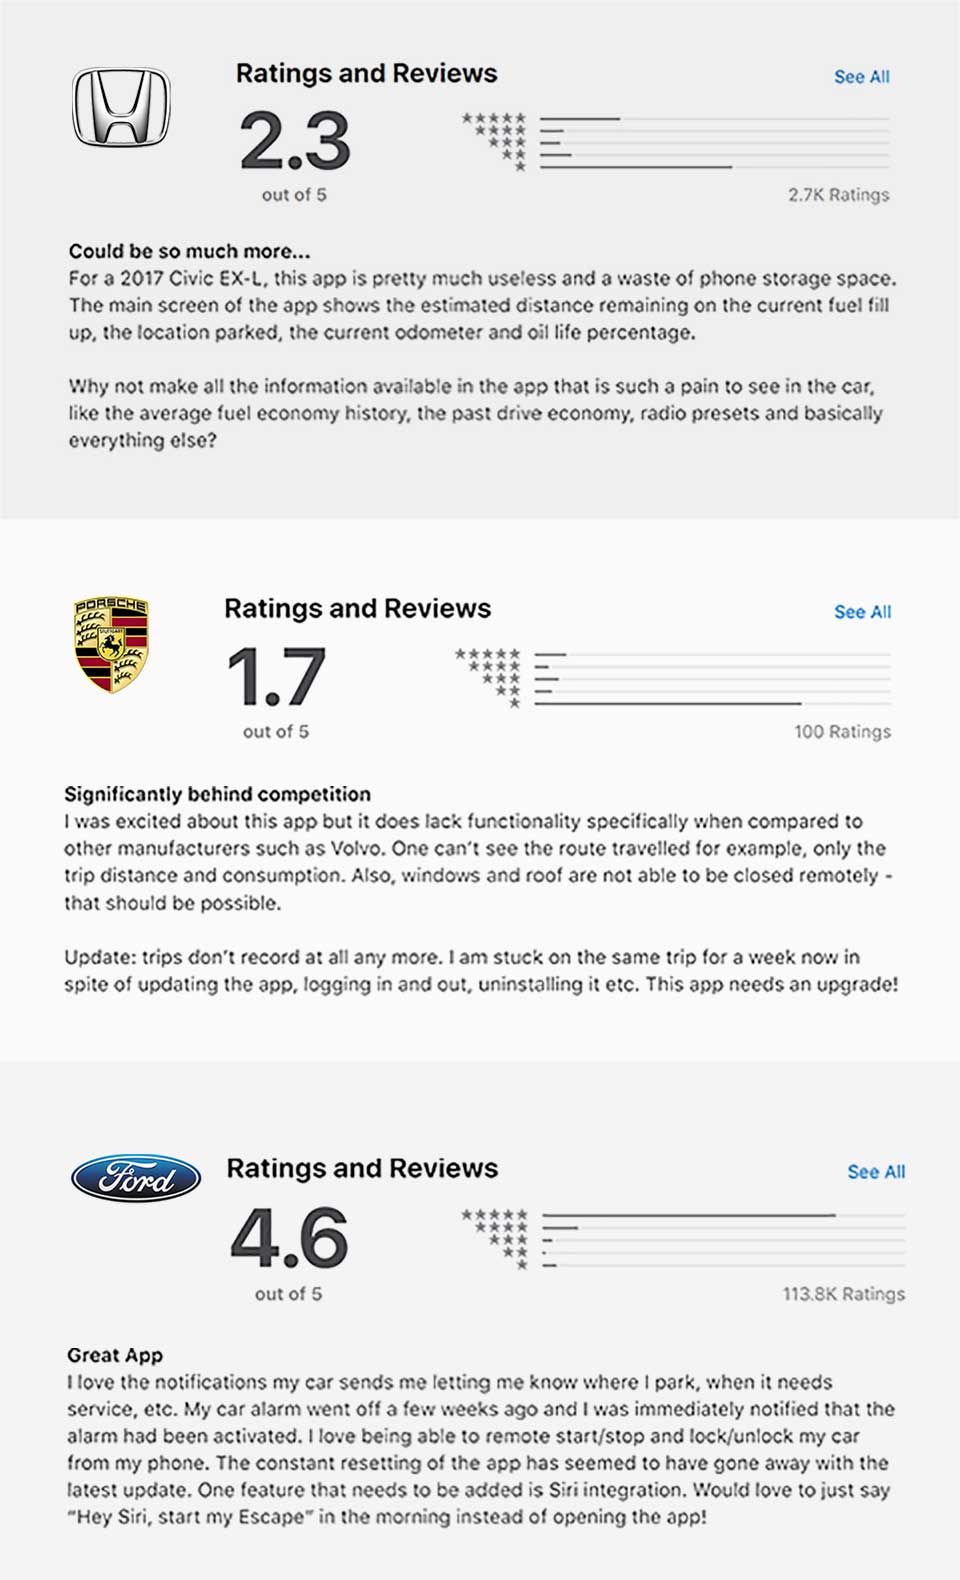 Ratings and Reviews
See All
2.3
out of 5
★★★★★
★★★★
★★★
★★
★
2.7K Ratings
Could be so much more...
For a 2017 Civic EX-L, this app is pretty much useless and a waste of phone storage space.
The main screen of the app shows the estimated distance remaining on the current fuel fill
up, the location parked, the current odometer and oil life percentage.
Why not make all the information available in the app that is such a pain to see in the car,
like the average fuel economy history, the past drive economy, radio presets and basically
everything else?
PORSCHE
STUTTGART
Ratings and Reviews
See All
1.7
out of 5
★★★★★
★★★★
★★★
★★
★
100 Ratings
Significantly behind competition
I was excited about this app but it does lack functionality specifically when compared to
other manufacturers such as Volvo. One can't see the route travelled for example, only the
trip distance and consumption. Also, windows and roof are not able to be closed remotely -
that should be possible.
Update: trips don't record at all any more. I am stuck on the same trip for a week now in
spite of updating the app, logging in and out, uninstalling it etc. This app needs an upgrade!
Ford
Ratings and Reviews
See All
4.6
out of 5
★★★★★
★★★★
★★★
★★
★
113.8K Ratings
Great App
I love the notifications my car sends me letting me know where I park, when it needs
service, etc. My car alarm went off a few weeks ago and I was immediately notified that the
alarm had been activated. I love being able to remote start/stop and lock/unlock my car
from my phone. The constant resetting of the app has seemed to have gone away with the
latest update. One feature that needs to be added is Siri integration. Would love to just say
"Hey Siri, start my Escape" in the morning instead of opening the app!